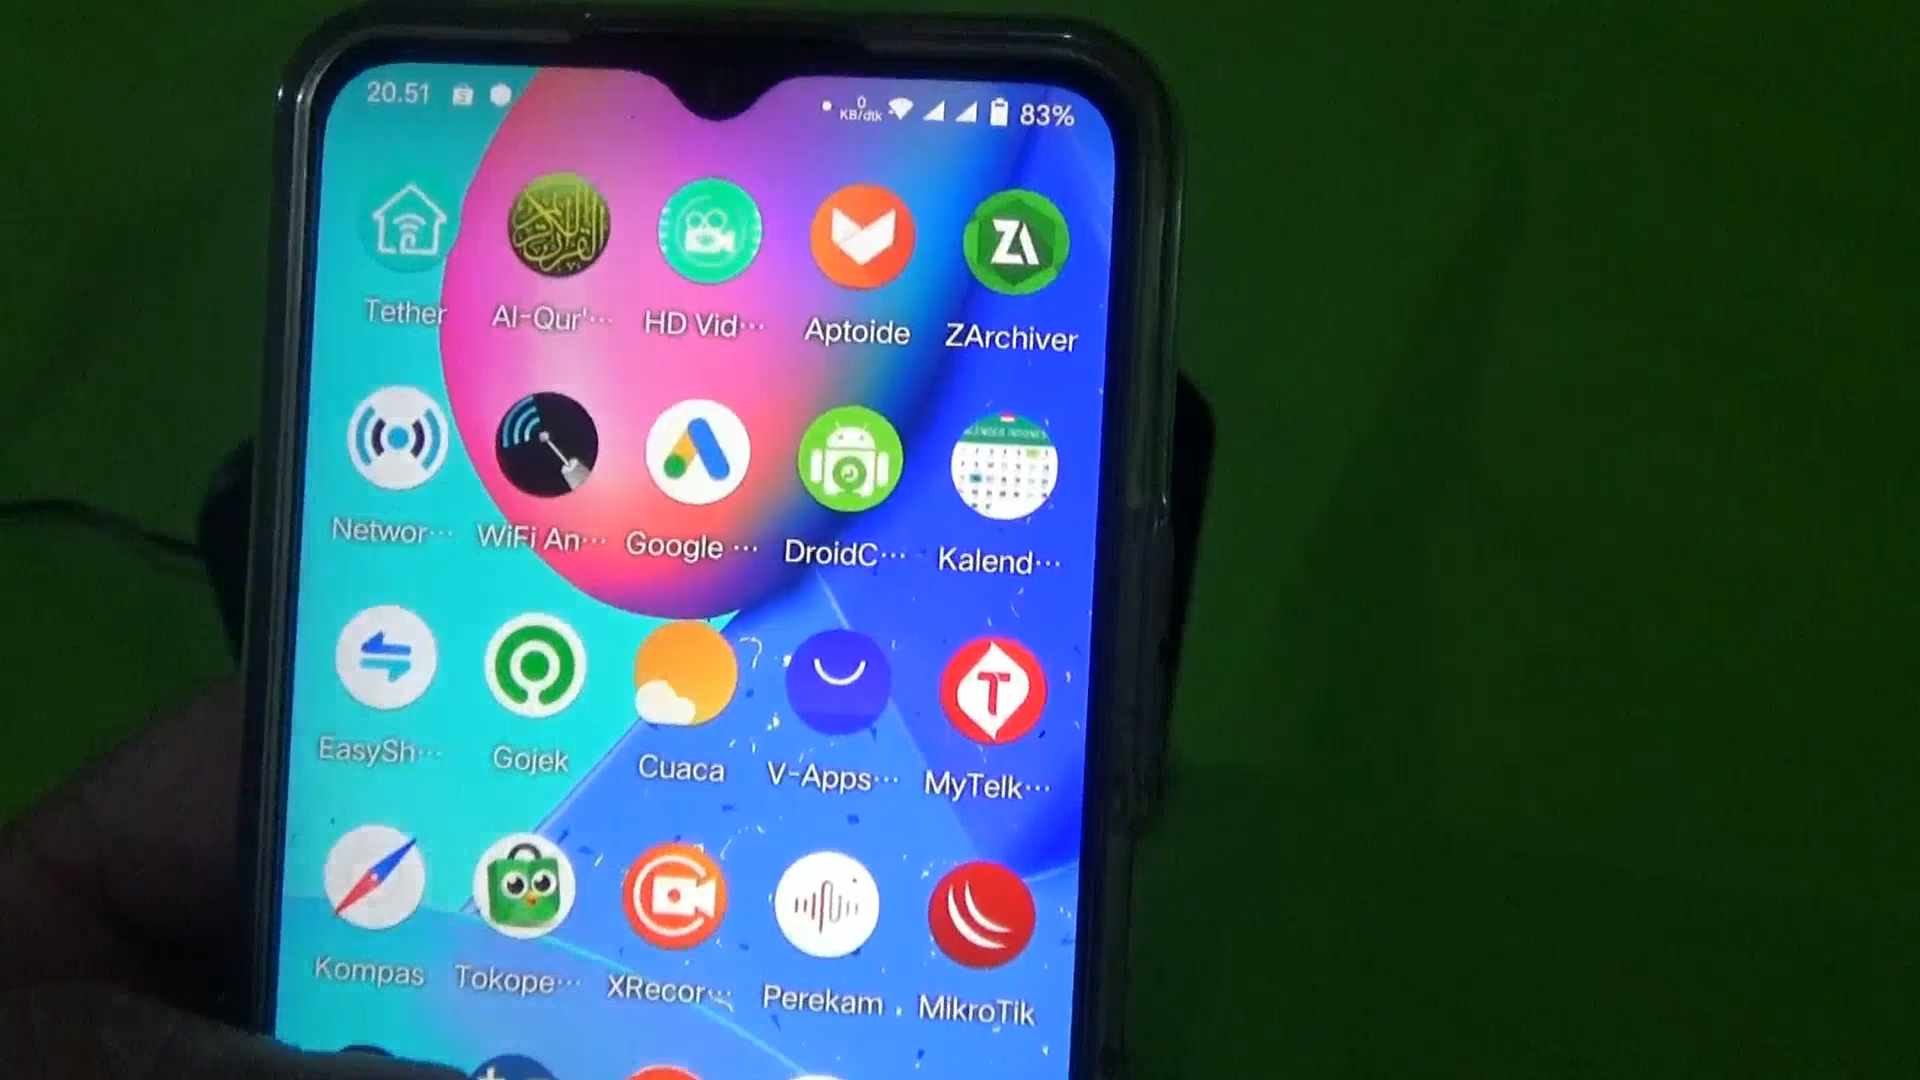 20.51 0 KB/dtk 83%
Tether Al-Qur'… HD Vid… Aptoide ZArchiver
Networ… WiFi An… Google … DroidC… Kalend…
EasySh… Gojek Cuaca V-Apps… MyTelk…
Kompas Tokope… XRecor… Perekam MikroTik